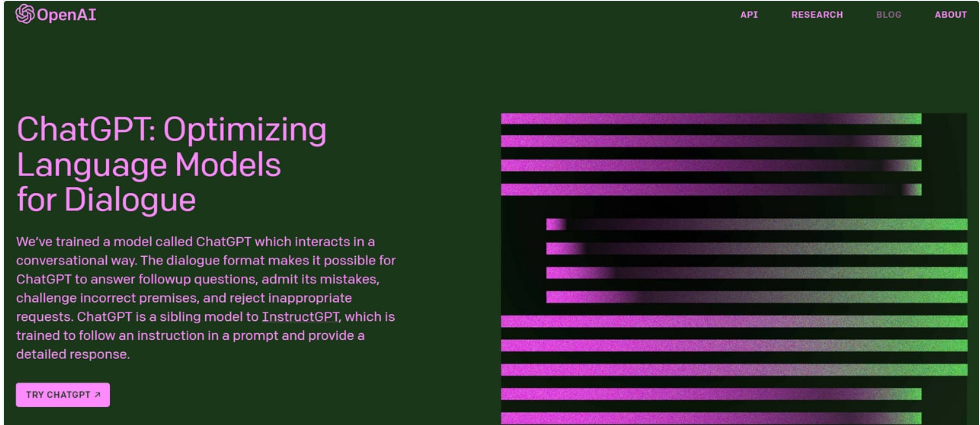 OpenAI
API RESEARCH BLOG ABOUT
ChatGPT: Optimizing
Language Models
for Dialogue
We’ve trained a model called ChatGPT which interacts in a
conversational way. The dialogue format makes it possible for
ChatGPT to answer followup questions, admit its mistakes,
challenge incorrect premises, and reject inappropriate
requests. ChatGPT is a sibling model to InstructGPT, which is
trained to follow an instruction in a prompt and provide a
detailed response.
TRY CHATGPT ↗